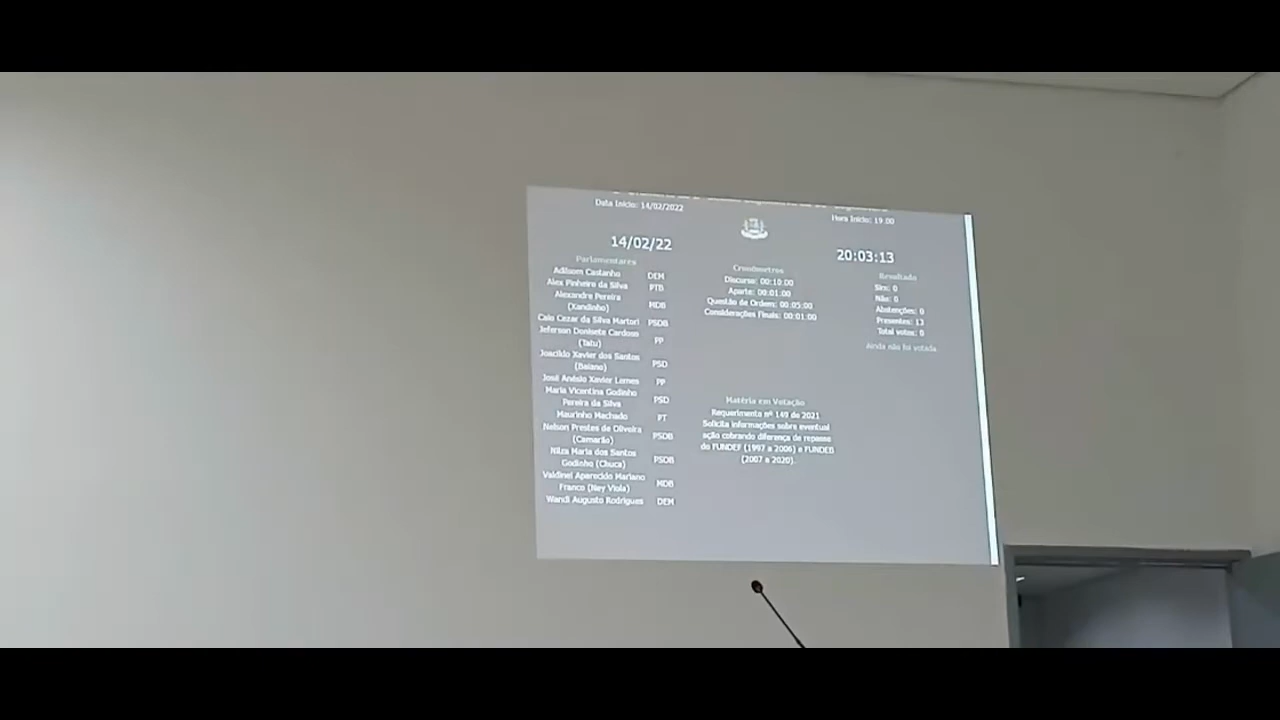 Data Início: 14/02/2022
Hora Início: 19:00
14/02/22
20:03:13
Parlamentares
Adilsom Castanho DEM
Alex Pinheiro da Silva PTB
Alexandre Pereira
(Xandinho) MDB
Caio Cezar da Silva Martori PSDB
Jeferson Donisete Cardoso
(Tatu) PP
Joacildo Xavier dos Santos
(Baiano) PSD
José Anésio Xavier Lemes PP
Maria Vicentina Godinho
Pereira da Silva PSD
Maurinho Machado PT
Nelson Prestes de Oliveira
(Camarão) PSDB
Nilza Maria dos Santos
Godinho (Chuca) PSDB
Valdinei Aparecido Mariano
Franco (Ney Viola) MDB
Wandi Augusto Rodrigues DEM
Cronômetros
Discurso: 00:10:00
Aparte: 00:01:00
Questão de Ordem: 00:05:00
Considerações Finais: 00:01:00
Matéria em Votação
Requerimento nº 149 de 2021
Solicita informações sobre eventual
ação cobrando diferença de repasse
do FUNDEF (1997 a 2006) e FUNDEB
(2007 a 2020).
Resultado
Sim: 0
Não: 0
Abstenções: 0
Presentes: 13
Total votos: 0
Ainda não foi votada